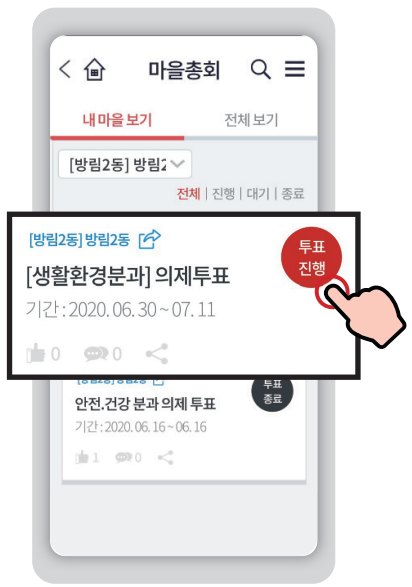 마을총회
내 마을 보기 전체 보기
[방림2동] 방림2
전체 | 진행 | 대기 | 종료
[방림2동] 방림2동
투표
진행
[생활환경분과] 의제투표
기간 : 2020. 06. 30 ~ 07. 11
0 0
투표
종료
안전.건강 분과 의제 투표
기간 : 2020. 06. 16 ~ 06. 16
1 0